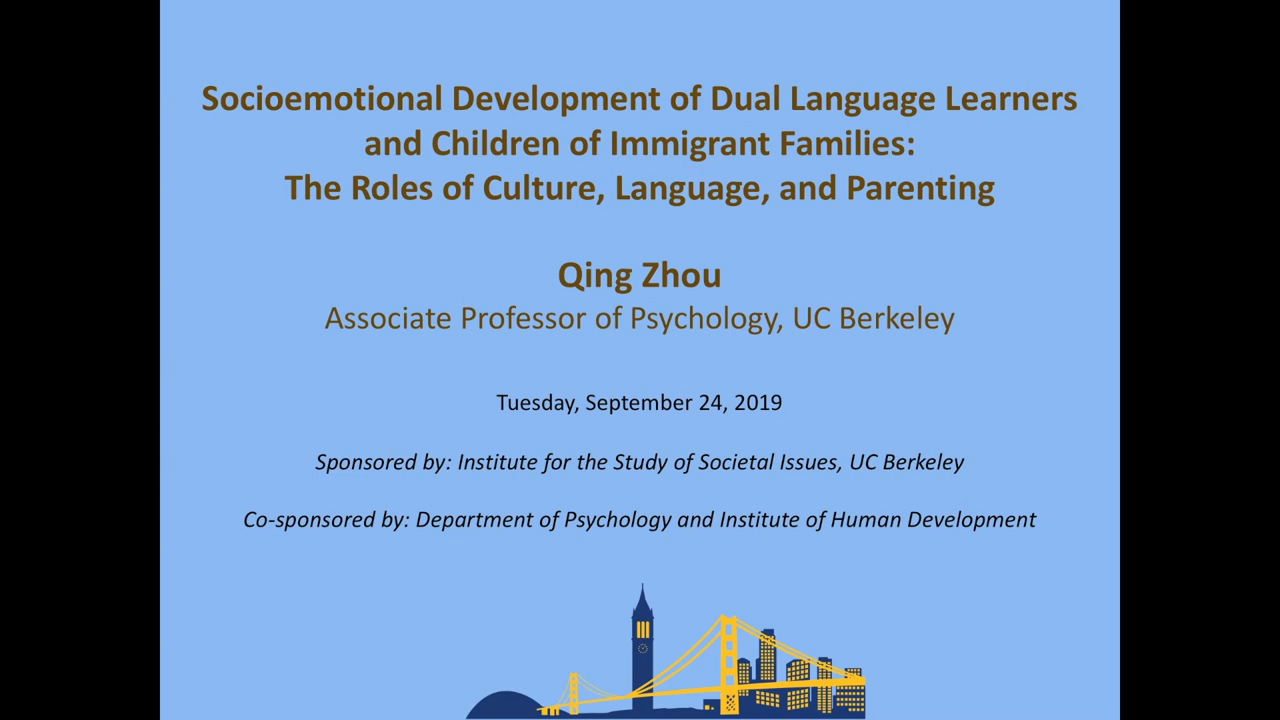 Socioemotional Development of Dual Language Learners
and Children of Immigrant Families:
The Roles of Culture, Language, and Parenting
Qing Zhou
Associate Professor of Psychology, UC Berkeley
Tuesday, September 24, 2019
Sponsored by: Institute for the Study of Societal Issues, UC Berkeley
Co-sponsored by: Department of Psychology and Institute of Human Development